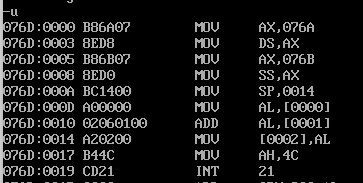 -u
076D:0000 B86A07 MOV AX,076A
076D:0003 8ED8 MOV DS,AX
076D:0005 B86B07 MOV AX,076B
076D:0008 8ED0 MOV SS,AX
076D:000A BC1400 MOV SP,0014
076D:000D A00000 MOV AL,[0000]
076D:0010 02060100 ADD AL,[0001]
076D:0014 A20200 MOV [0002],AL
076D:0017 B44C MOV AH,4C
076D:0019 CD21 INT 21